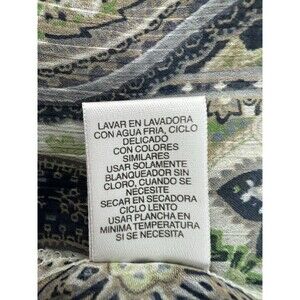 LAVAR EN LAVADORA
CON AGUA FRIA, CICLO
DELICADO
CON COLORES
SIMILARES
USAR SOLAMENTE
BLANQUEADOR SIN
CLORO, CUANDO SE
NECESITE
SECAR EN SECADORA
CICLO LENTO
USAR PLANCHA EN
MINIMA TEMPERATURA
SI SE NECESITA